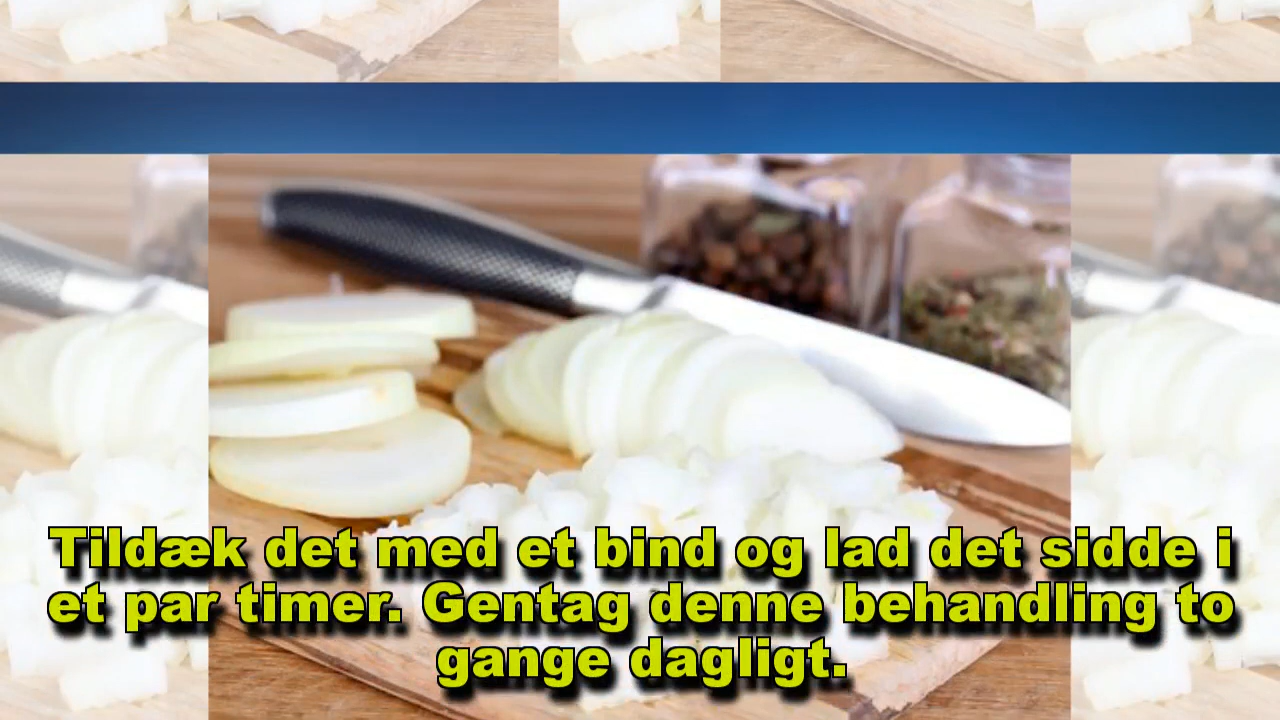 Tildæk det med et bind og lad det sidde i
et par timer. Gentag denne behandling to
gange dagligt.